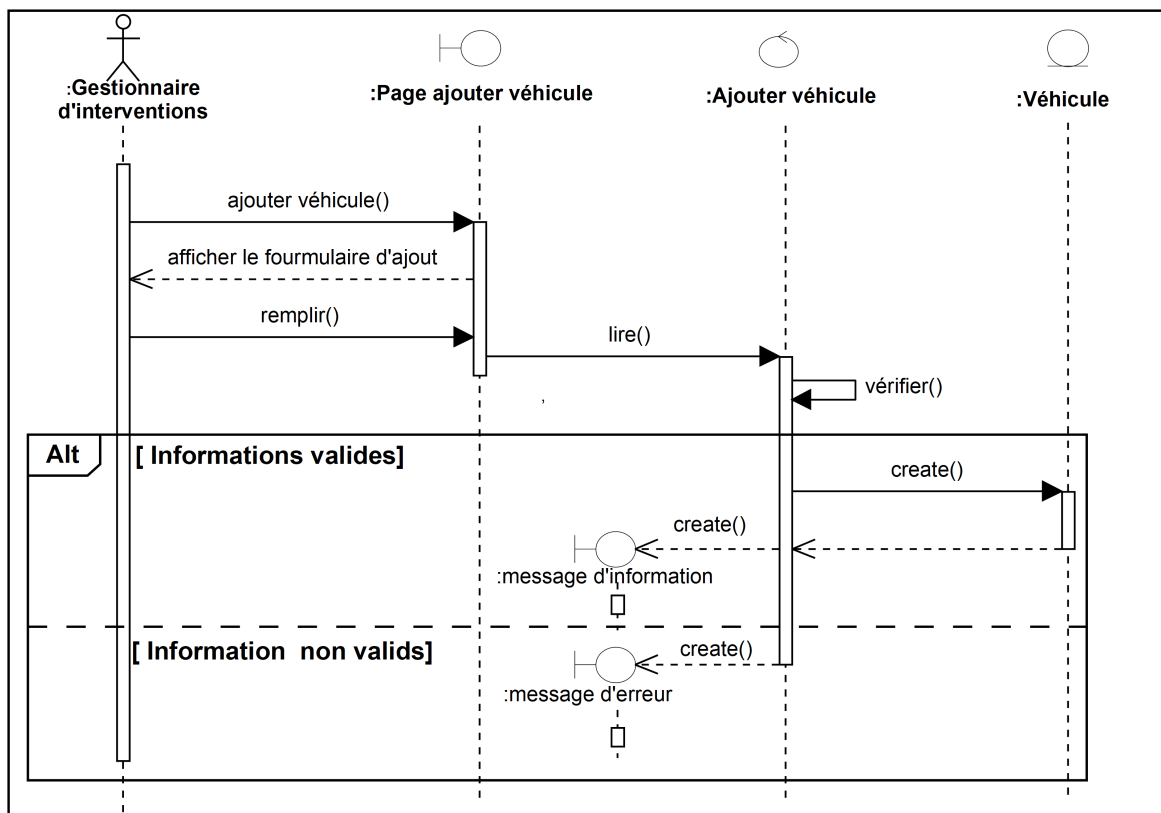 :Gestionnaire
d'interventions
:Page ajouter véhicule
:Ajouter véhicule
:Véhicule
ajouter véhicule()
afficher le fourmulaire d'ajout
remplir()
lire()
vérifier()
,
Alt
[ Informations valides]
create()
create()
:message d'information
[ Information non valids]
create()
:message d'erreur